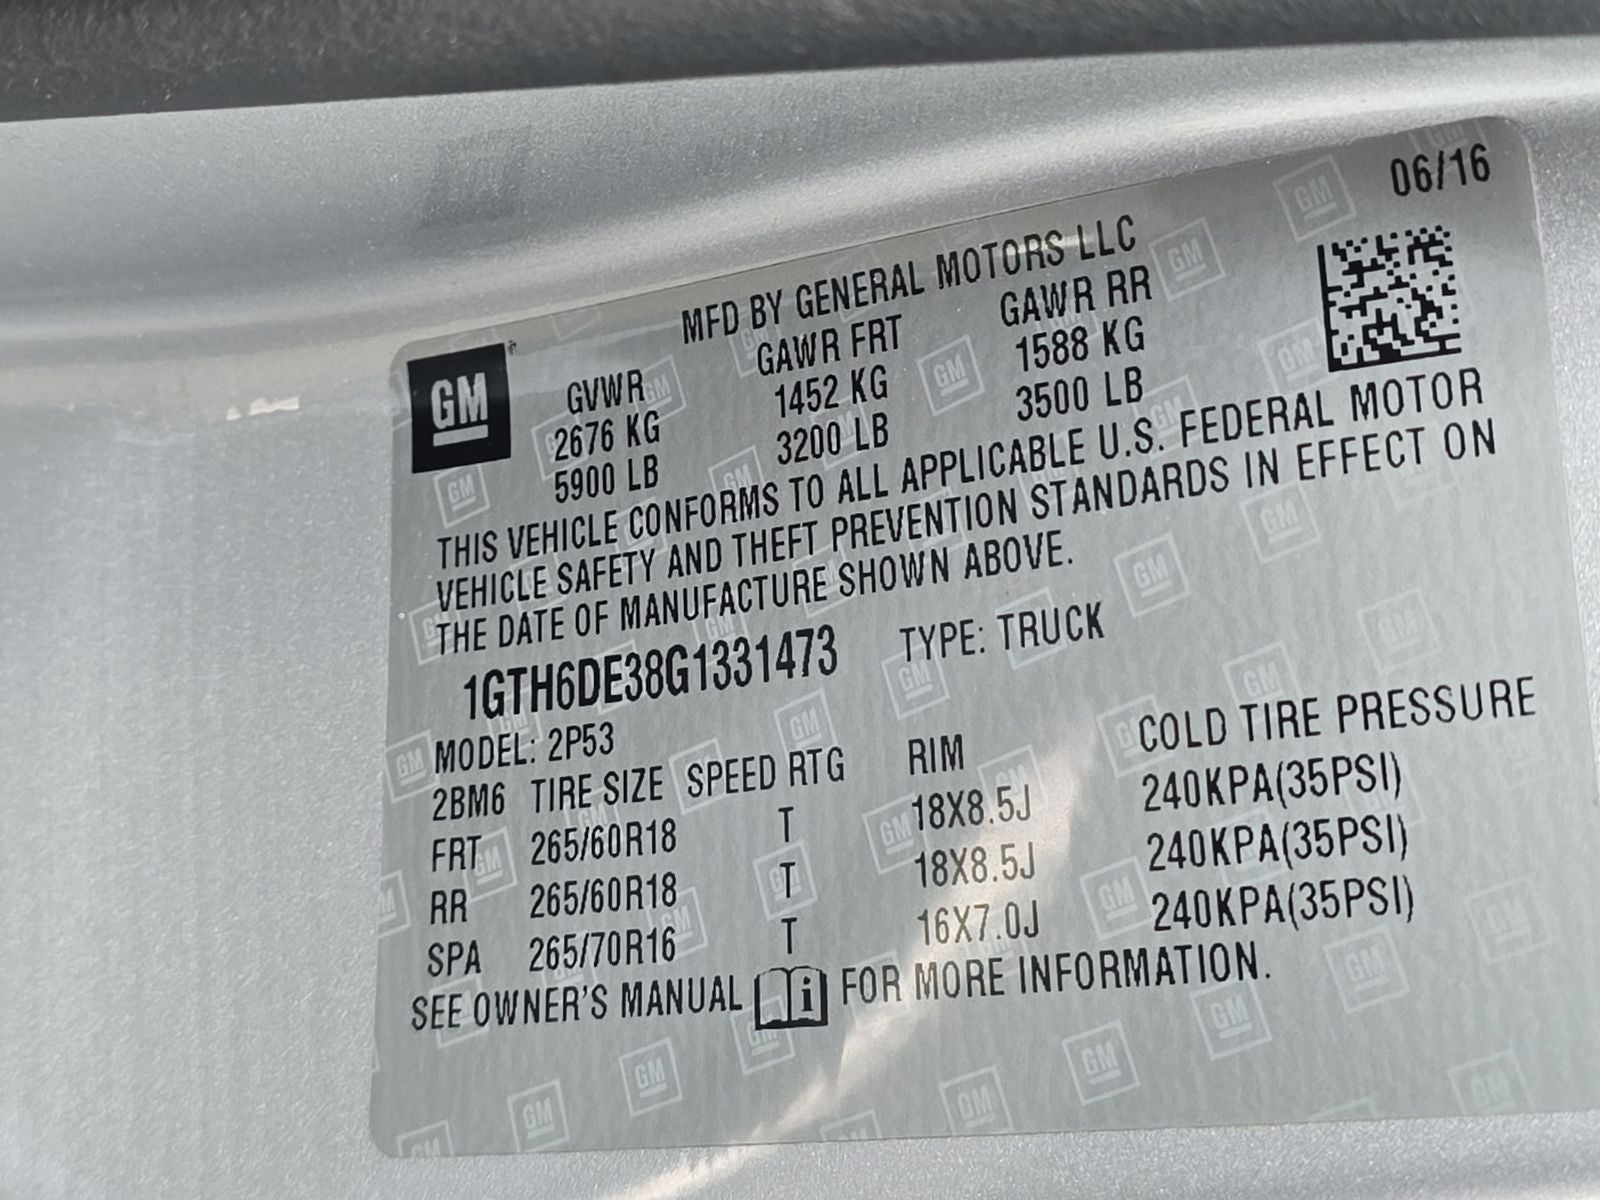 06/16
MFD BY GENERAL MOTORS LLC
GM
GVWR GAWR FRT GAWR RR
2676 KG 1452 KG 1588 KG
5900 LB 3200 LB 3500 LB
THIS VEHICLE CONFORMS TO ALL APPLICABLE U.S. FEDERAL MOTOR
VEHICLE SAFETY AND THEFT PREVENTION STANDARDS IN EFFECT ON
THE DATE OF MANUFACTURE SHOWN ABOVE.
1GTH6DE38G1331473 TYPE: TRUCK
MODEL: 2P53
2BM6 TIRE SIZE SPEED RTG RIM COLD TIRE PRESSURE
FRT 265/60R18 T 18X8.5J 240KPA(35PSI)
RR 265/60R18 T 18X8.5J 240KPA(35PSI)
SPA 265/70R16 T 16X7.0J 240KPA(35PSI)
SEE OWNER'S MANUAL i FOR MORE INFORMATION.